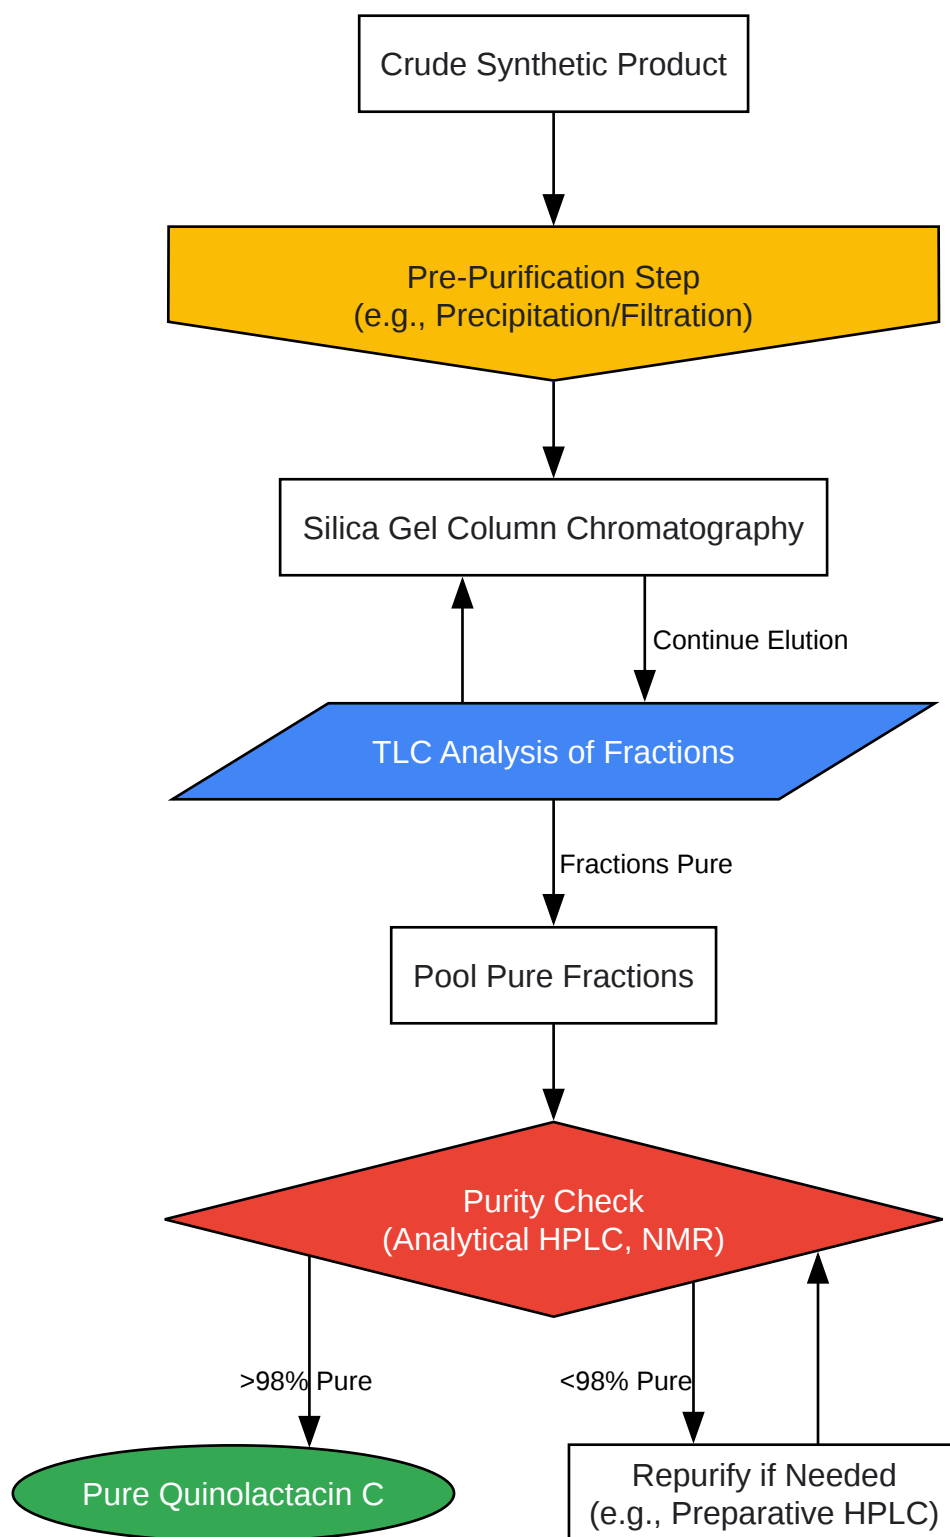 Crude Synthetic Product
Pre-Purification Step
(e.g., Precipitation/Filtration)
Silica Gel Column Chromatography
Continue Elution
TLC Analysis of Fractions
Fractions Pure
Pool Pure Fractions
Purity Check
(Analytical HPLC, NMR)
>98% Pure
<98% Pure
Pure Quinolactacin C
Repurify if Needed
(e.g., Preparative HPLC)